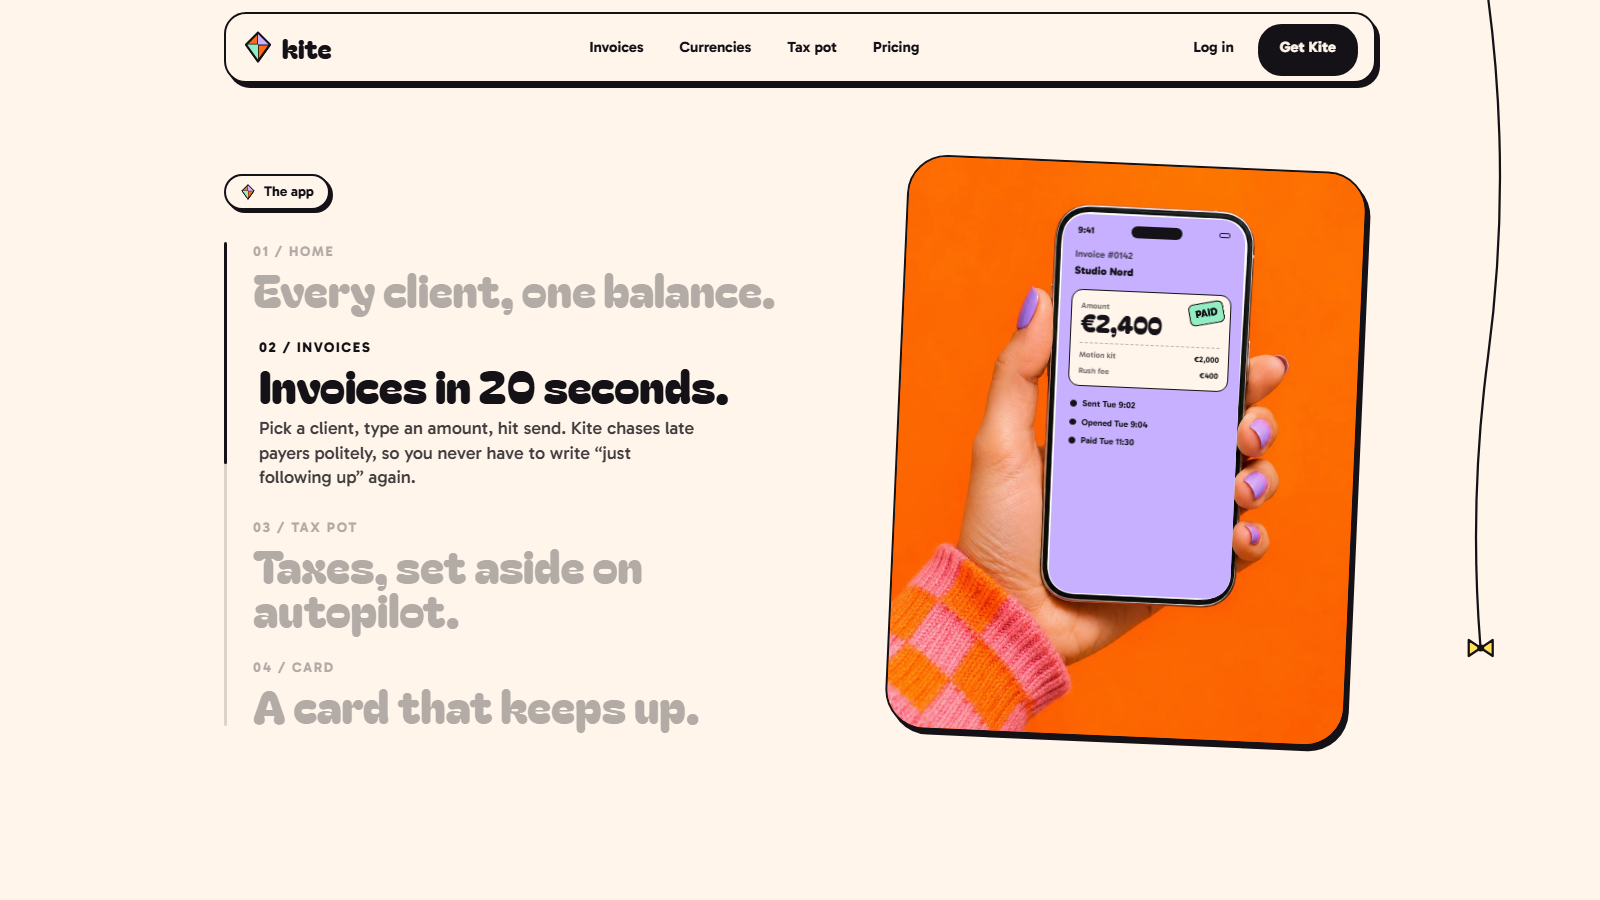 kite
Invoices
Currencies
Tax pot
Pricing
Log in
Get Kite
The app
01 / HOME
Every client, one balance.
02 / INVOICES
Invoices in 20 seconds.
Pick a client, type an amount, hit send. Kite chases late
payers politely, so you never have to write “just
following up” again.
03 / TAX POT
Taxes, set aside on
autopilot.
04 / CARD
A card that keeps up.
9:41
Invoice #0142
Studio Nord
Amount
PAID
€2,400
Motion kit €2,000
Rush fee €400
Sent Tue 9:02
Opened Tue 9:04
Paid Tue 11:30